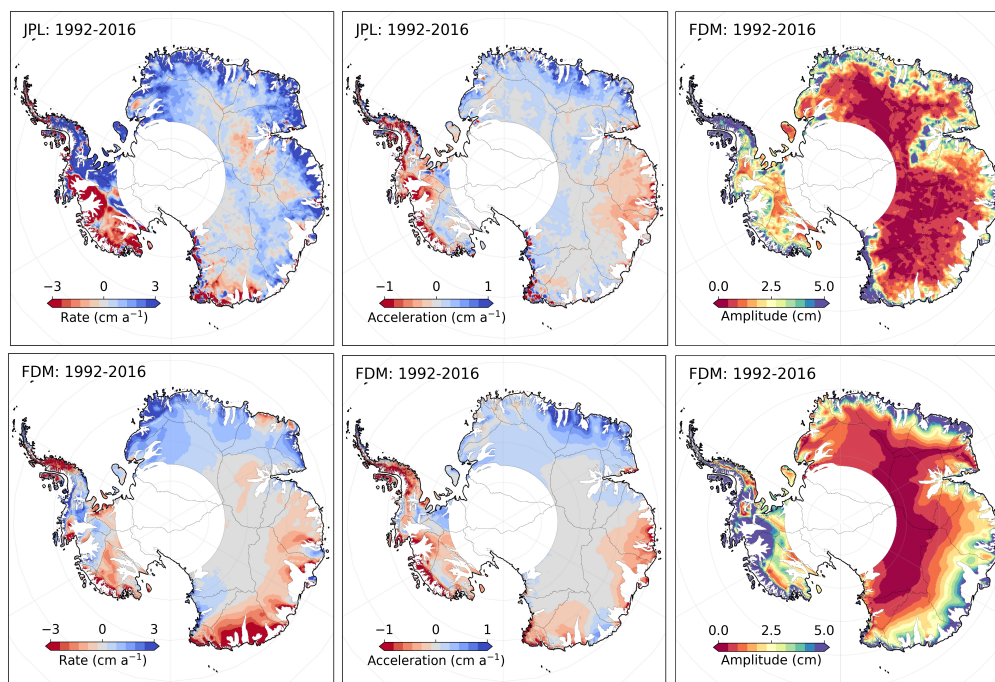 JPL: 1992-2016
−3 0 3
Rate (cm a⁻¹)
JPL: 1992-2016
−1 0 1
Acceleration (cm a⁻¹)
FDM: 1992-2016
0.0 2.5 5.0
Amplitude (cm)
FDM: 1992-2016
−3 0 3
Rate (cm a⁻¹)
FDM: 1992-2016
−1 0 1
Acceleration (cm a⁻¹)
FDM: 1992-2016
0.0 2.5 5.0
Amplitude (cm)